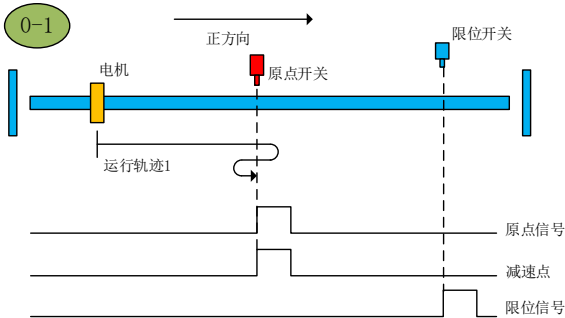 0-1
正方向
限位开关
电机
原点开关
运行轨迹1
原点信号
减速点
限位信号